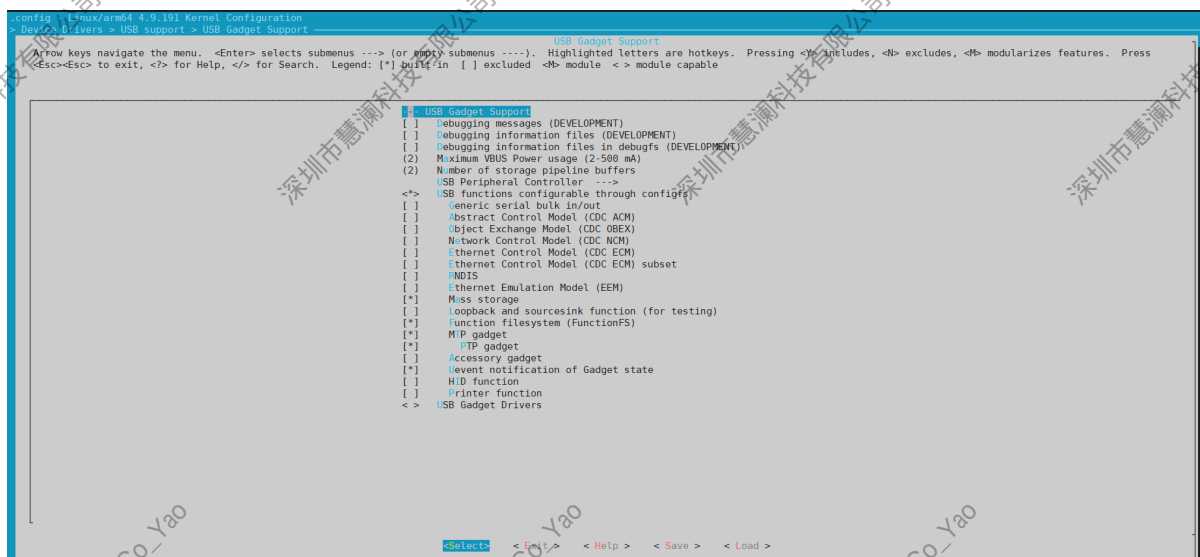 .config - Linux/arm64 4.9.191 Kernel Configuration
> Device Drivers > USB support > USB Gadget Support
USB Gadget Support
Arrow keys navigate the menu.  <Enter> selects submenus ---> (or empty submenus ----).  Highlighted letters are hotkeys.  Pressing <Y> includes, <N> excludes, <M> modularizes features.  Press
<Esc><Esc> to exit, <?> for Help, </> for Search.  Legend: [*] built-in  [ ] excluded  <M> module  < > module capable
--- USB Gadget Support
[ ]   Debugging messages (DEVELOPMENT)
[ ]   Debugging information files (DEVELOPMENT)
[ ]   Debugging information files in debugfs (DEVELOPMENT)
(2)   Maximum VBUS Power usage (2-500 mA)
(2)   Number of storage pipeline buffers
USB Peripheral Controller  --->
<*>   USB functions configurable through configfs
[ ]     Generic serial bulk in/out
[ ]     Abstract Control Model (CDC ACM)
[ ]     Object Exchange Model (CDC OBEX)
[ ]     Network Control Model (CDC NCM)
[ ]     Ethernet Control Model (CDC ECM)
[ ]     Ethernet Control Model (CDC ECM) subset
[ ]     RNDIS
[ ]     Ethernet Emulation Model (EEM)
[*]     Mass storage
[ ]     Loopback and sourcesink function (for testing)
[*]     Function filesystem (FunctionFS)
[*]     MTP gadget
[*]       PTP gadget
[ ]     Accessory gadget
[*]     Uevent notification of Gadget state
[ ]     HID function
[ ]     Printer function
< >   USB Gadget Drivers
<Select>    < Exit >    < Help >    < Save >    < Load >
深圳市慧澜科技有限公司
深圳市慧澜科技有限公司
深圳市慧澜科技有限公司
Co_Yao
Co_Yao
Co_Yao